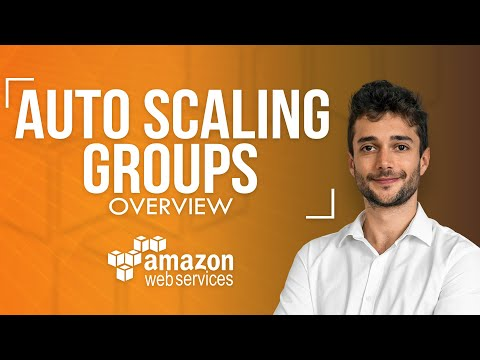 AUTO SCALING
GROUPS
OVERVIEW
amazon
web services